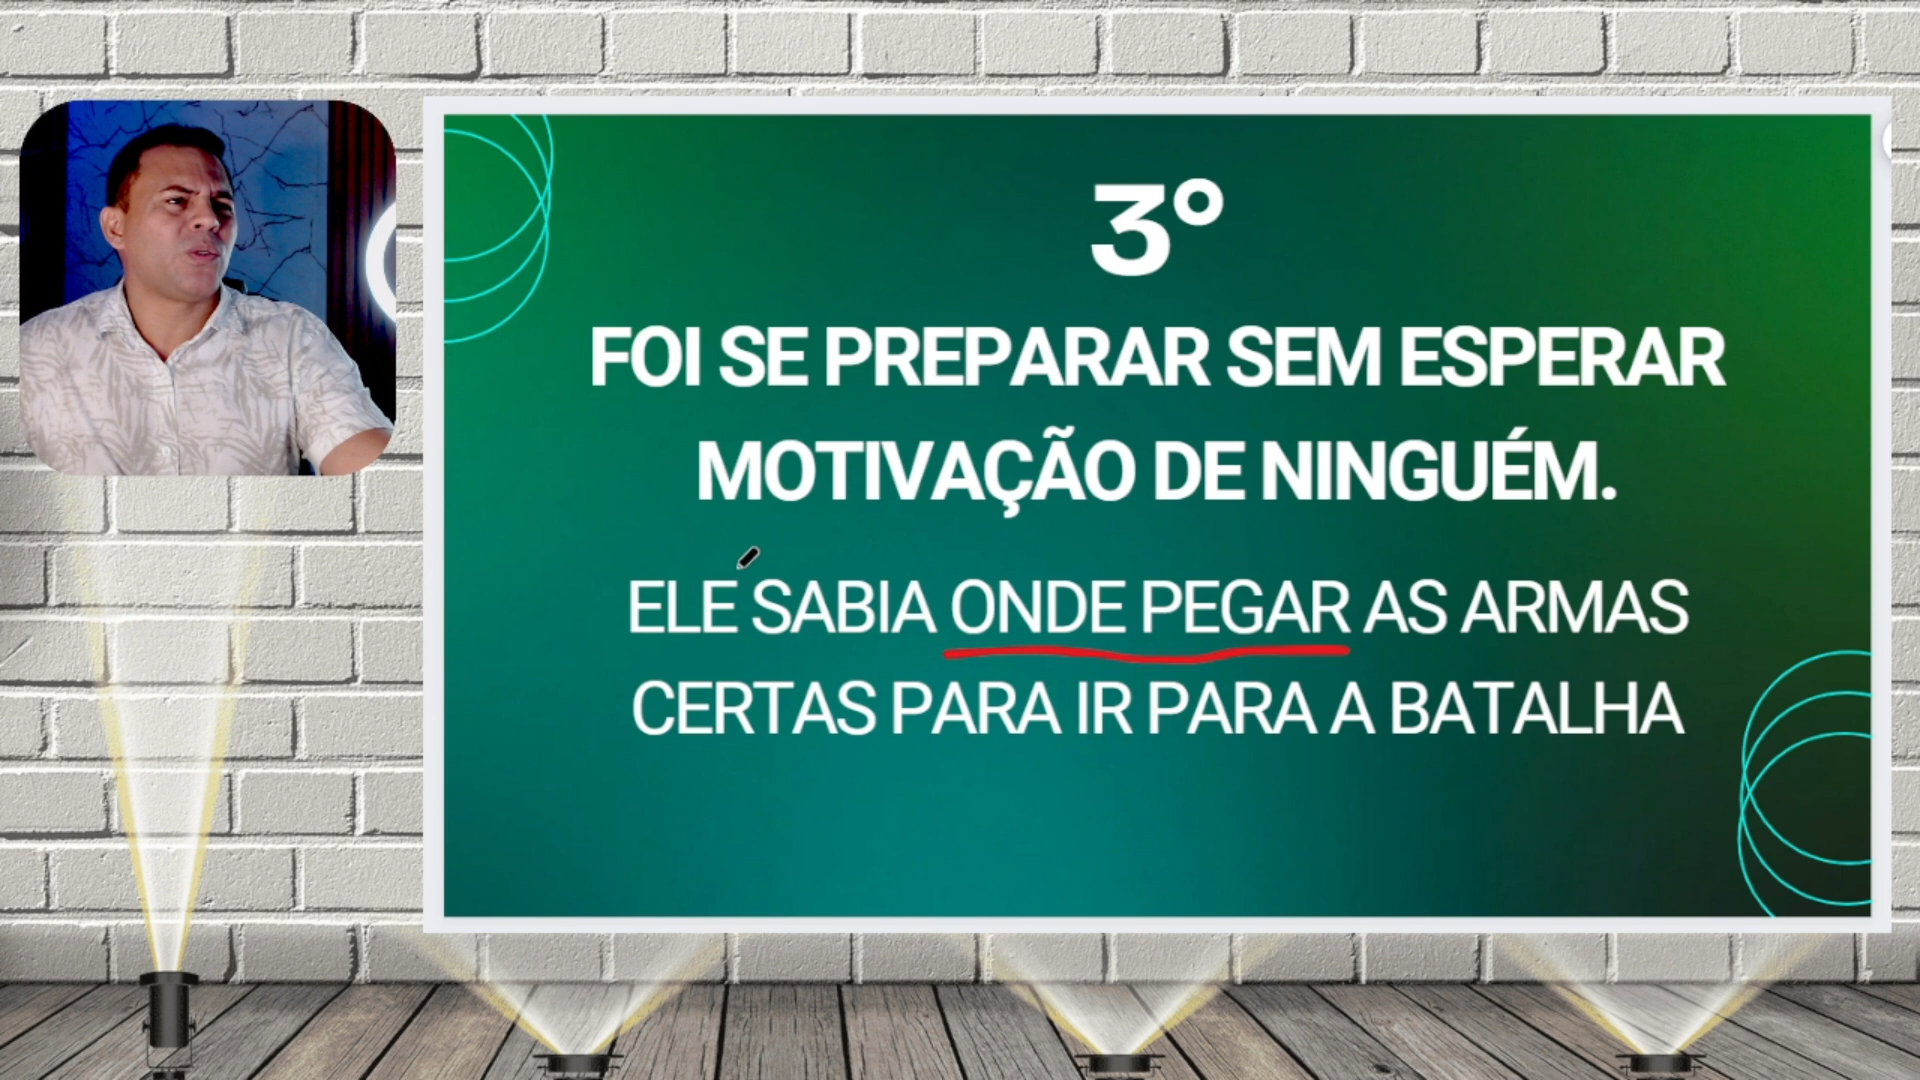 3º
FOI SE PREPARAR SEM ESPERAR
MOTIVAÇÃO DE NINGUÉM.
ELE SABIA ONDE PEGAR AS ARMAS
CERTAS PARA IR PARA A BATALHA